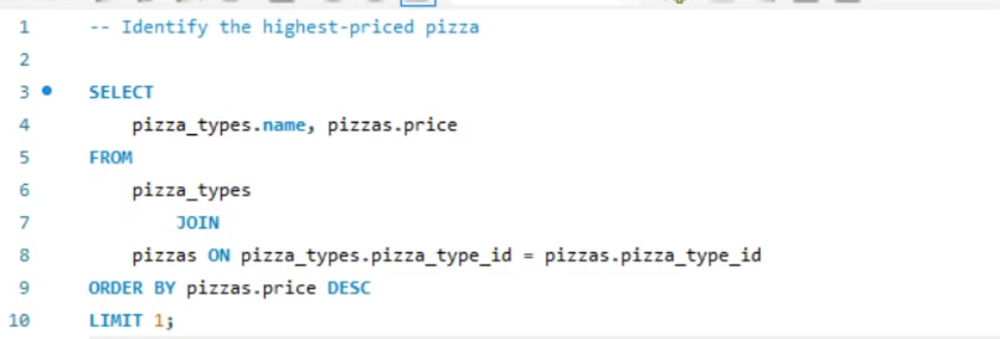 1 -- Identify the highest-priced pizza
2
3 SELECT
4 pizza_types.name, pizzas.price
5 FROM
6 pizza_types
7 JOIN
8 pizzas ON pizza_types.pizza_type_id = pizzas.pizza_type_id
9 ORDER BY pizzas.price DESC
10 LIMIT 1;